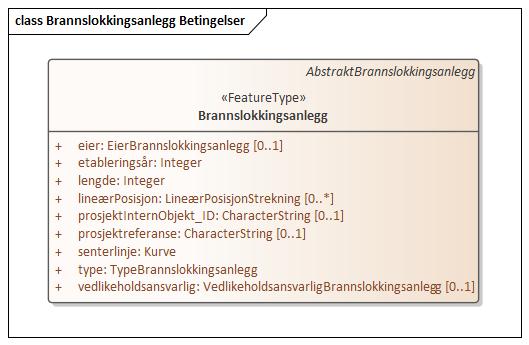 class Brannslokkingsanlegg Betingelser
AbstraktBrannslokkingsanlegg
«FeatureType»
Brannslokkingsanlegg
+ eier: EierBrannslokkingsanlegg [0..1]
+ etableringsår: Integer
+ lengde: Integer
+ lineærPosisjon: LineærPosisjonStrekning [0..*]
+ prosjektInternObjekt_ID: CharacterString [0..1]
+ prosjektreferanse: CharacterString [0..1]
+ senterlinje: Kurve
+ type: TypeBrannslokkingsanlegg
+ vedlikeholdsansvarlig: VedlikeholdsansvarligBrannslokkingsanlegg [0..1]